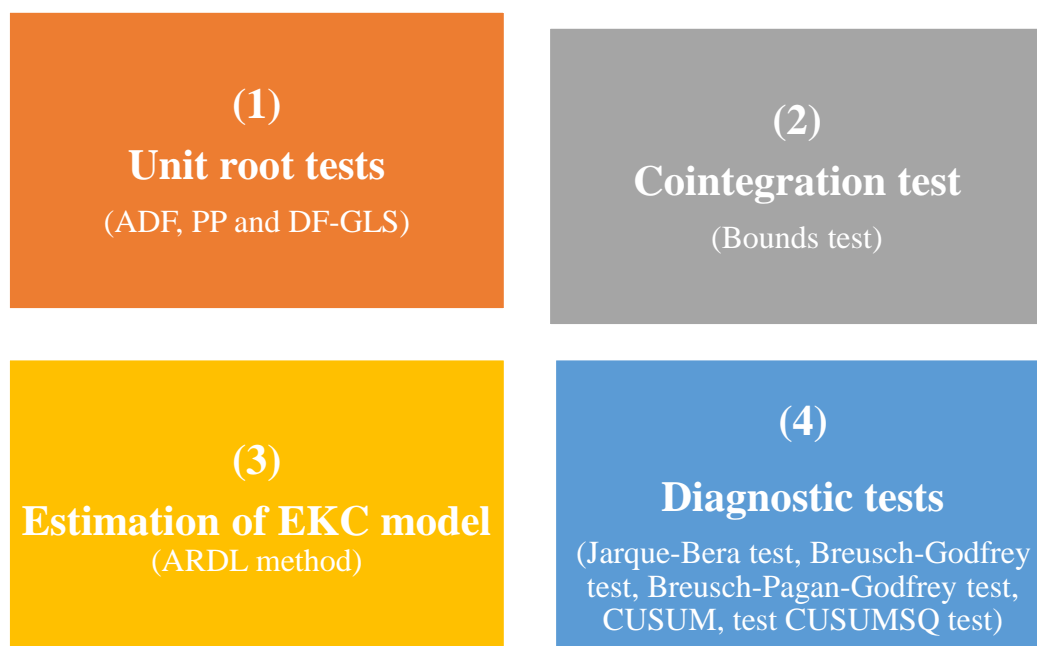 (1)
Unit root tests
(ADF, PP and DF-GLS)
(2)
Cointegration test
(Bounds test)
(3)
Estimation of EKC model
(ARDL method)
(4)
Diagnostic tests
(Jarque-Bera test, Breusch-Godfrey
test, Breusch-Pagan-Godfrey test,
CUSUM, test CUSUMSQ test)